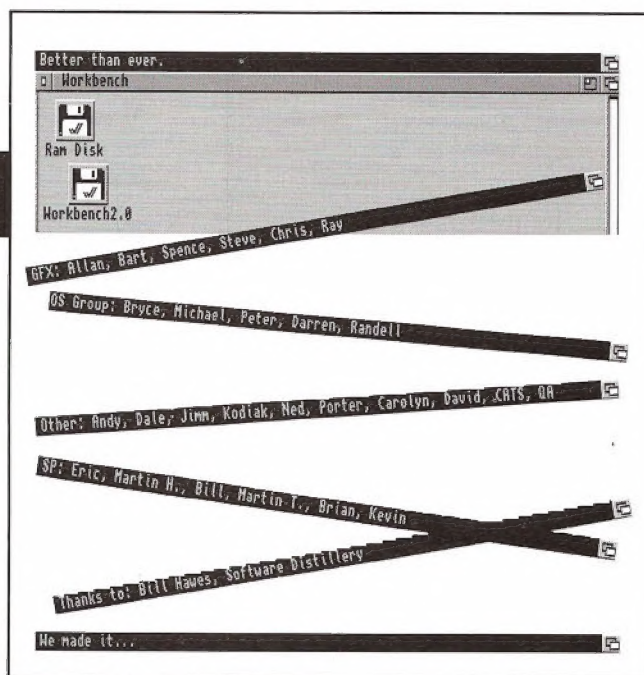 Better than ever.
Workbench
Ram Disk
Workbench2.0
GFX: Allan, Bart, Spence, Steve, Chris, Ray
OS Group: Bryce, Michael, Peter, Darren, Randell
Other: Andy, Dale, Jimm, Kodiak, Ned, Porter, Carolyn, David, CATS, QA
SP: Eric, Martin H., Bill, Martin T., Brian, Kevin
Thanks to: Bill Hawes, Software Distillery
We made it...